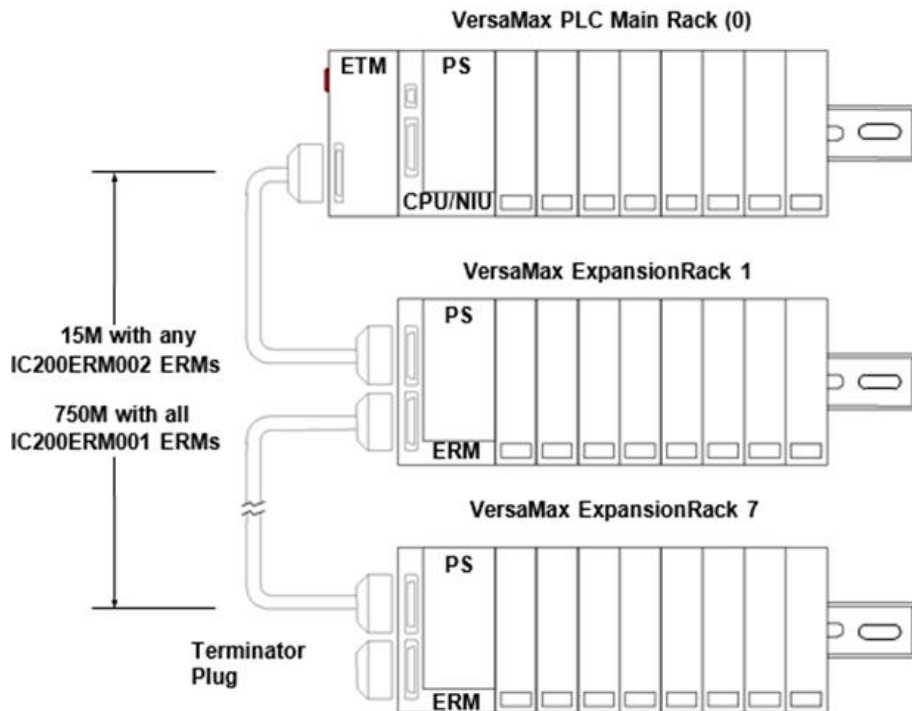 VersaMax PLC Main Rack (0)
ETM
PS
CPU/NIU
VersaMax ExpansionRack 1
PS
15M with any
IC200ERM002 ERMs
750M with all
IC200ERM001 ERMs
ERM
VersaMax ExpansionRack 7
PS
Terminator
Plug
ERM